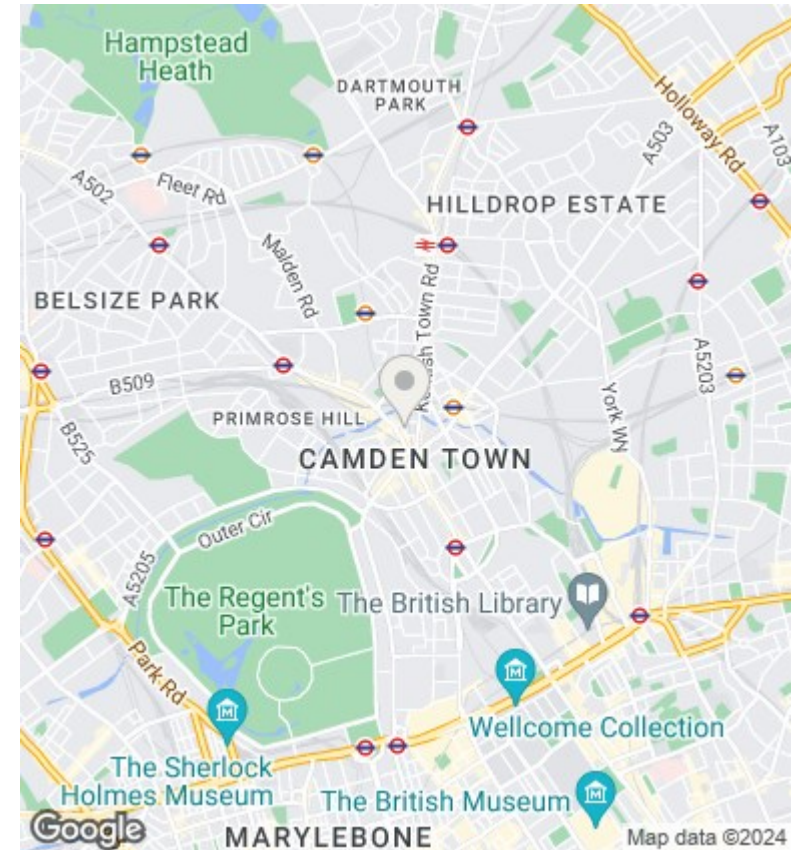 Hampstead
Heath
DARTMOUTH
PARK
Holloway Rd
A503
A103
A502
Fleet Rd
HILLDROP ESTATE
Malden Rd
BELSIZE PARK
Kentish Town Rd
A5203
B509
York Wy
PRIMROSE HILL
B525
CAMDEN TOWN
Outer Cir
A5205
The Regent's
Park
The British Library
Park Rd
Wellcome Collection
The Sherlock
Holmes Museum
The British Museum
Google
MARYLEBONE
Map data ©2024